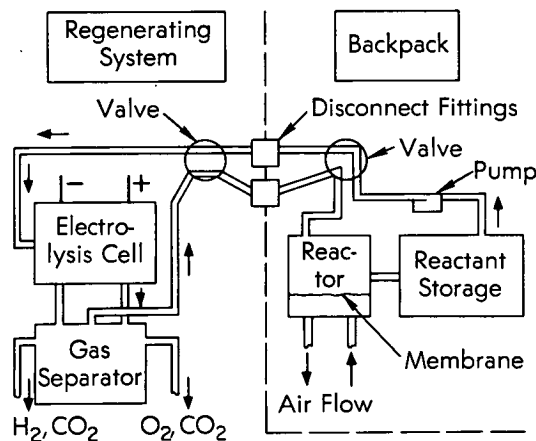 Regenerating
System
Backpack
Valve
Disconnect Fittings
Valve
Pump
− +
Electro-
lysis Cell
Reac-
tor
Reactant
Storage
Gas
Separator
Membrane
Air Flow
H₂,CO₂
O₂,CO₂